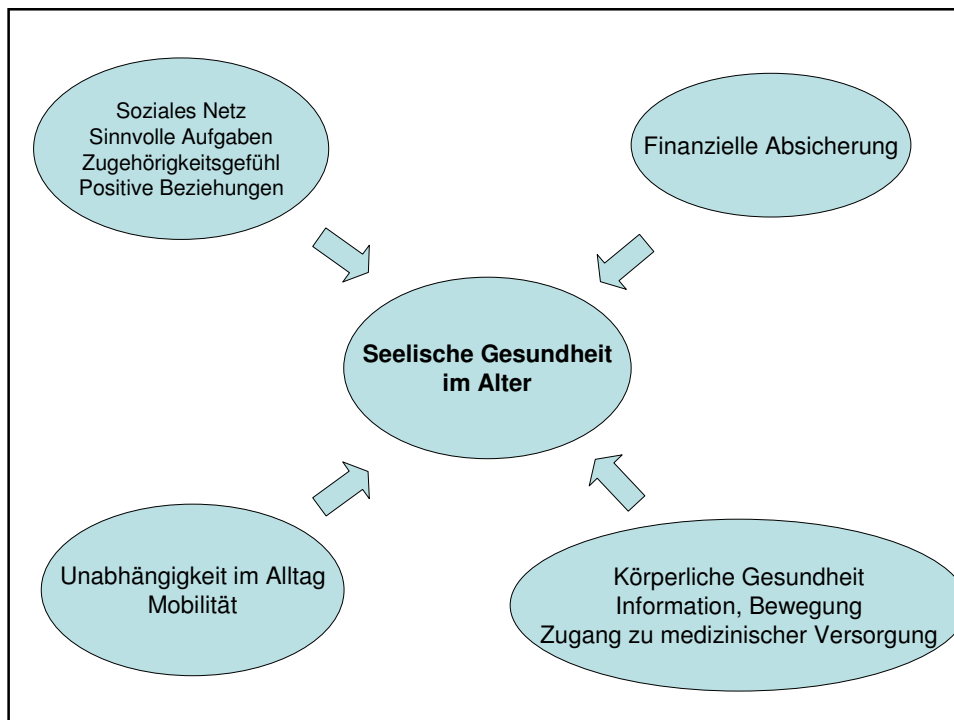 Soziales Netz
Sinnvolle Aufgaben
Zugehörigkeitsgefühl
Positive Beziehungen
Finanzielle Absicherung
Seelische Gesundheit
im Alter
Unabhängigkeit im Alltag
Mobilität
Körperliche Gesundheit
Information, Bewegung
Zugang zu medizinischer Versorgung